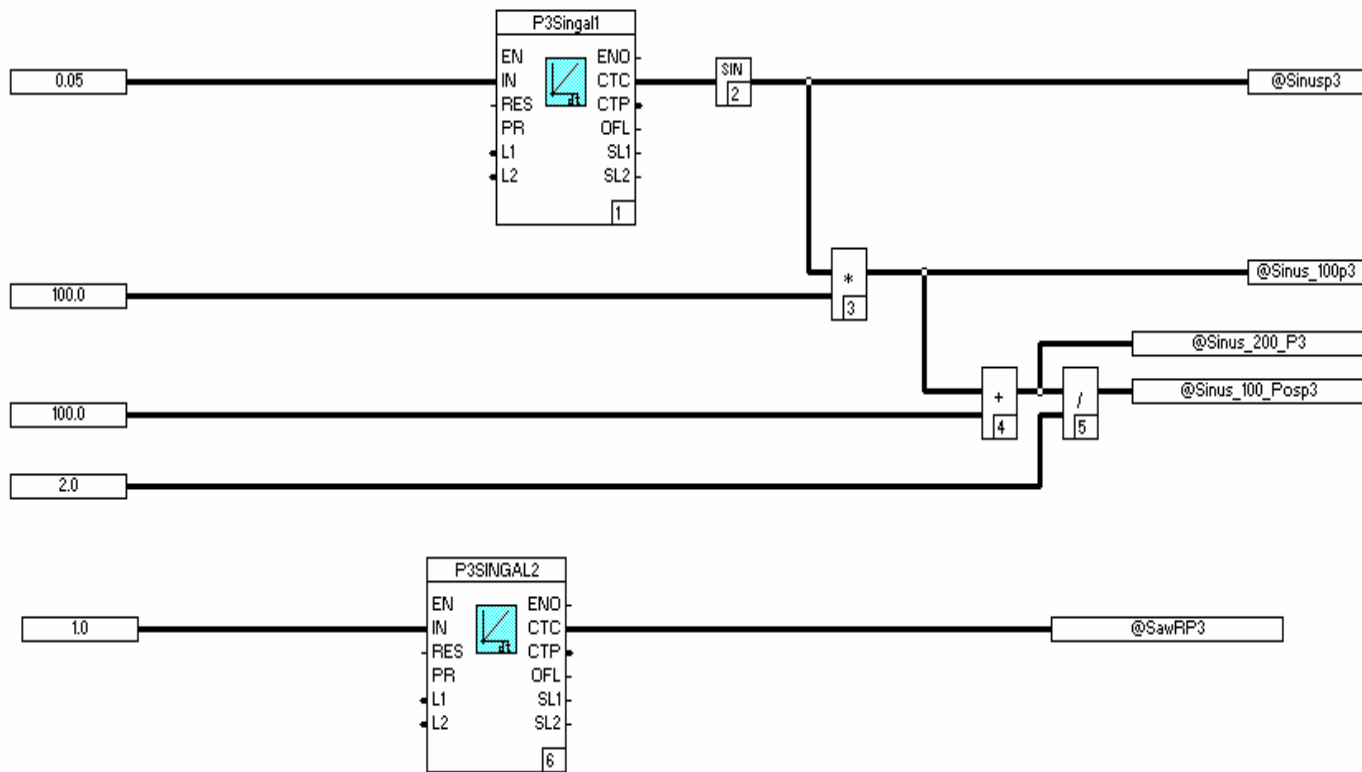 P3Singal1
EN ENO
0.05 IN CTC SIN @Sinusp3
RES dt CTP 2
PR OFL
L1 SL1
L2 SL2
1
* @Sinus_100p3
100.0 3
@Sinus_200_P3
+ / @Sinus_100_Posp3
100.0 4 5
2.0
P3SINGAL2
EN ENO
1.0 IN CTC @SawRP3
RES dt CTP
PR OFL
L1 SL1
L2 SL2
6